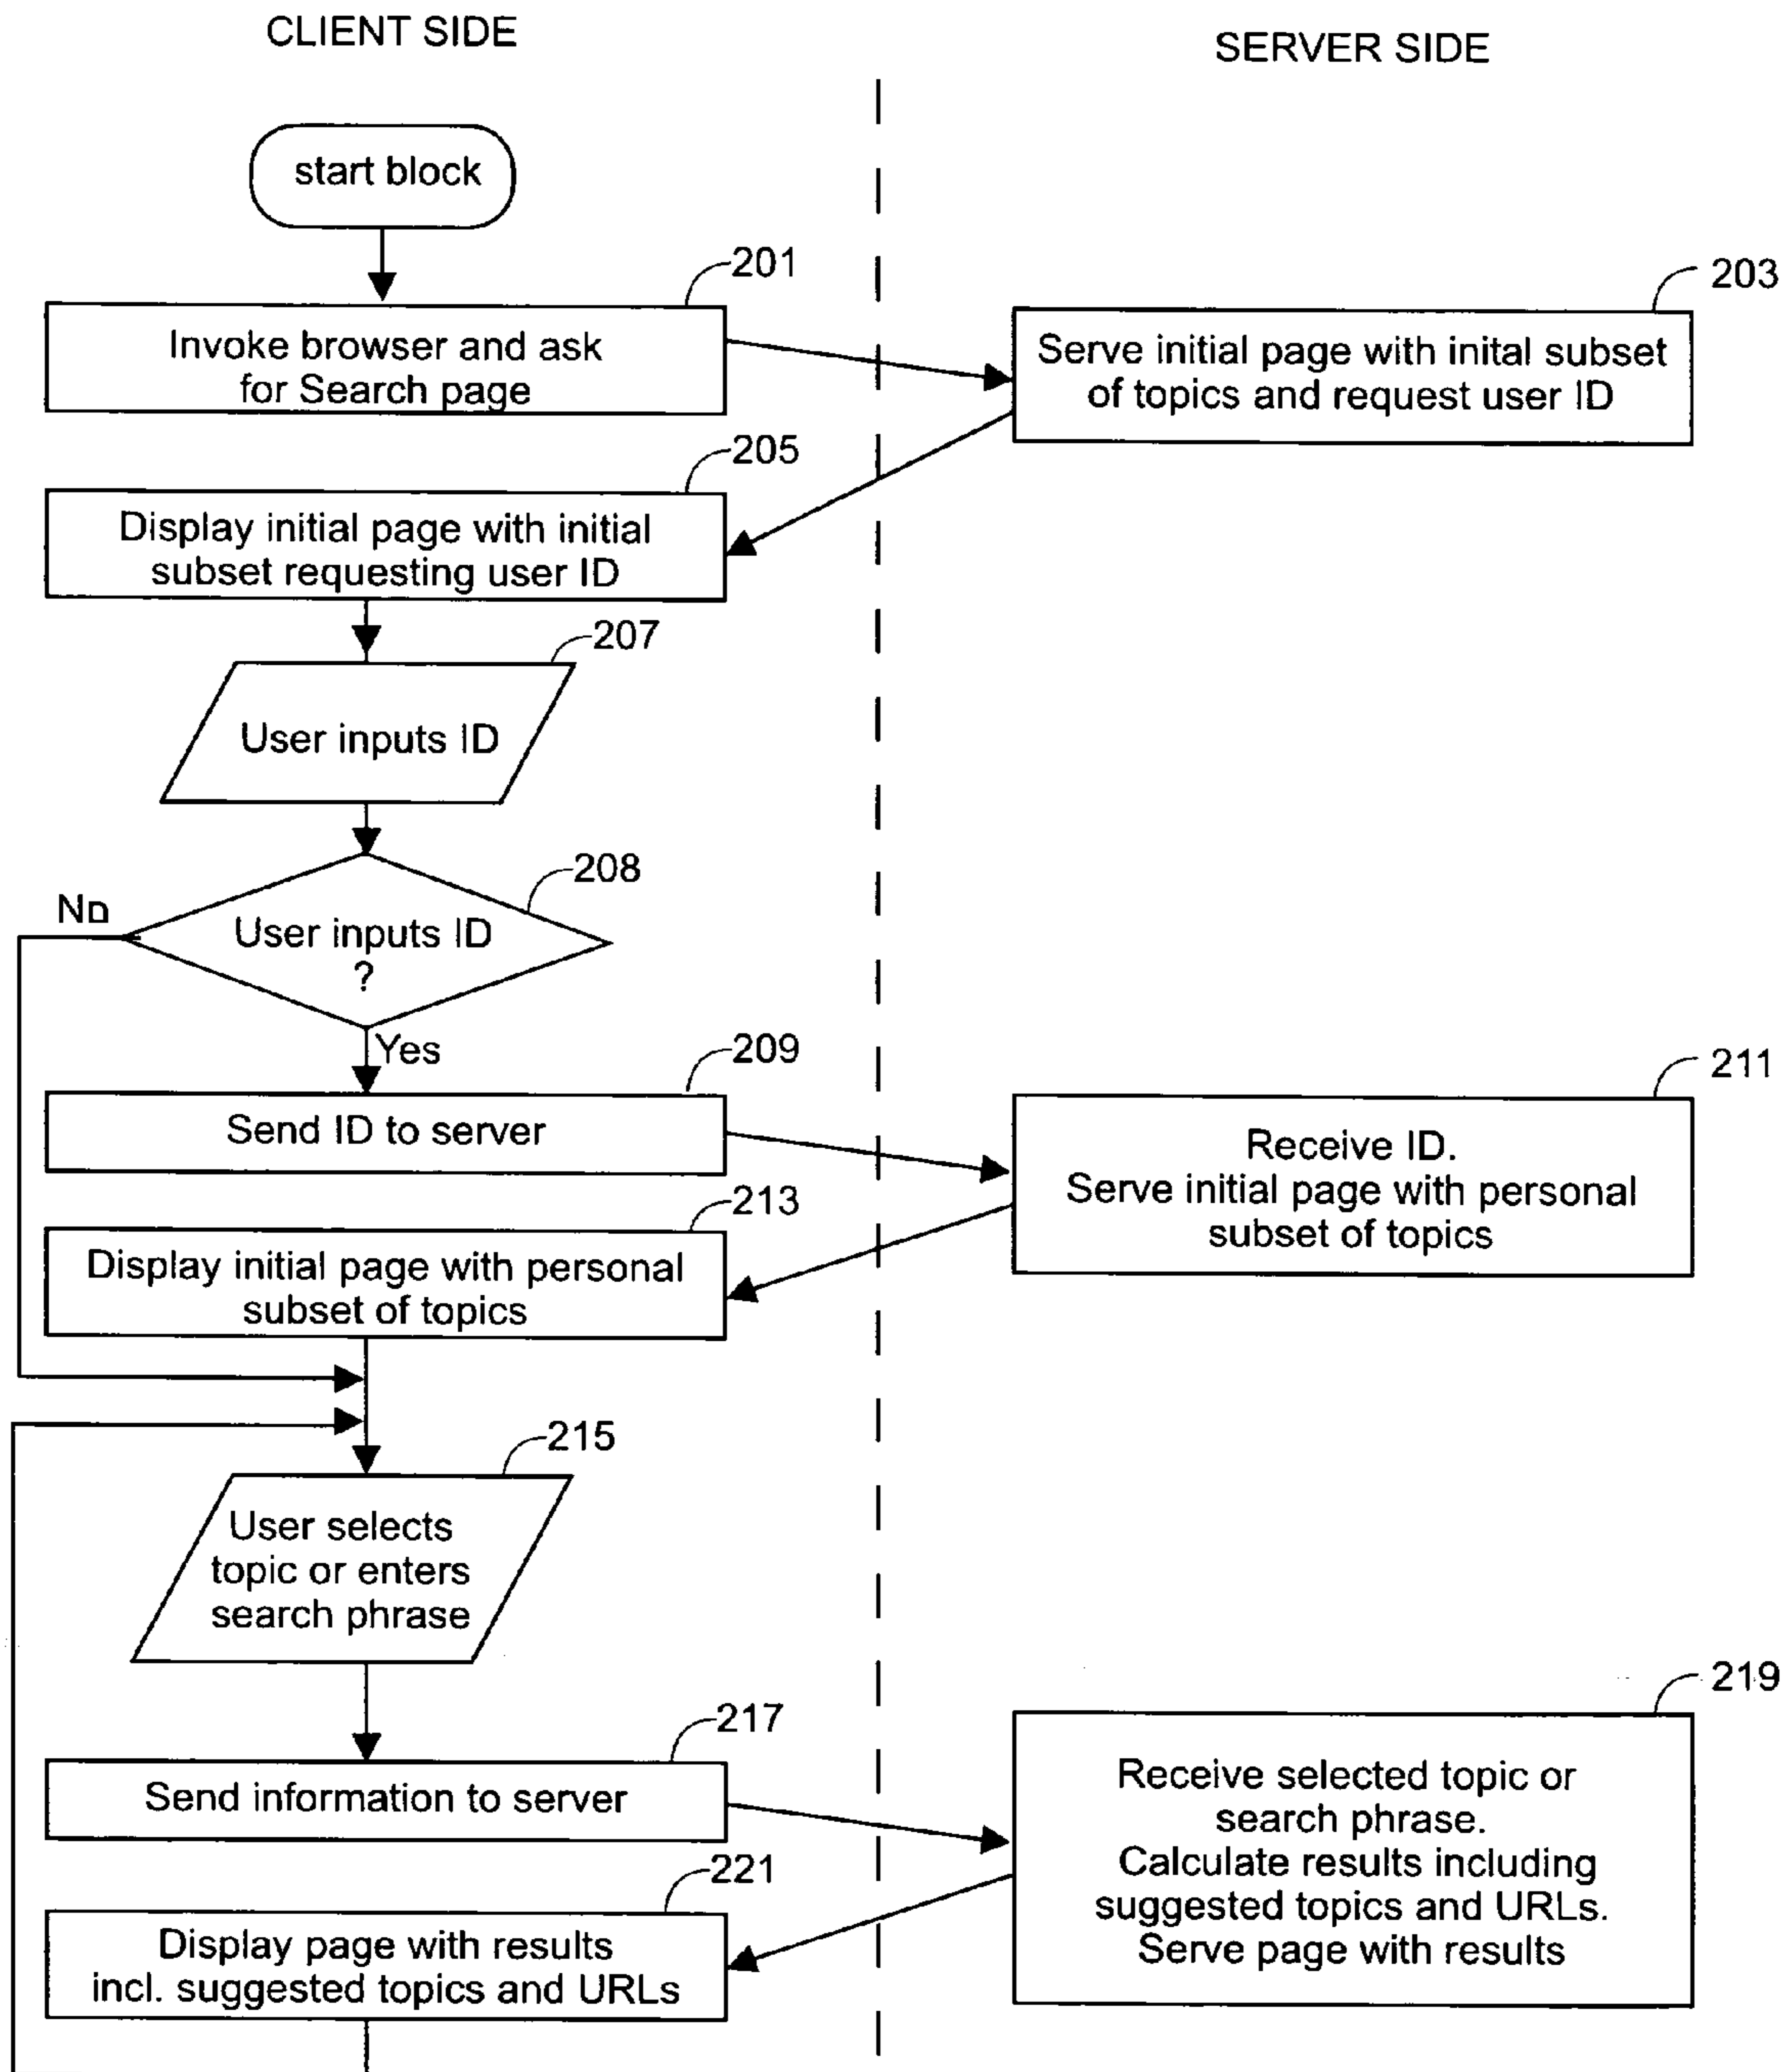 CLIENT SIDE
SERVER SIDE
start block
201
Invoke browser and ask
for Search page
203
Serve initial page with inital subset
of topics and request user ID
205
Display initial page with initial
subset requesting user ID
207
User inputs ID
208
User inputs ID
?
No
Yes
209
Send ID to server
211
Receive ID.
Serve initial page with personal
subset of topics
213
Display initial page with personal
subset of topics
215
User selects
topic or enters
search phrase
217
Send information to server
219
Receive selected topic or
search phrase.
Calculate results including
suggested topics and URLs.
Serve page with results
221
Display page with results
incl. suggested topics and URLs